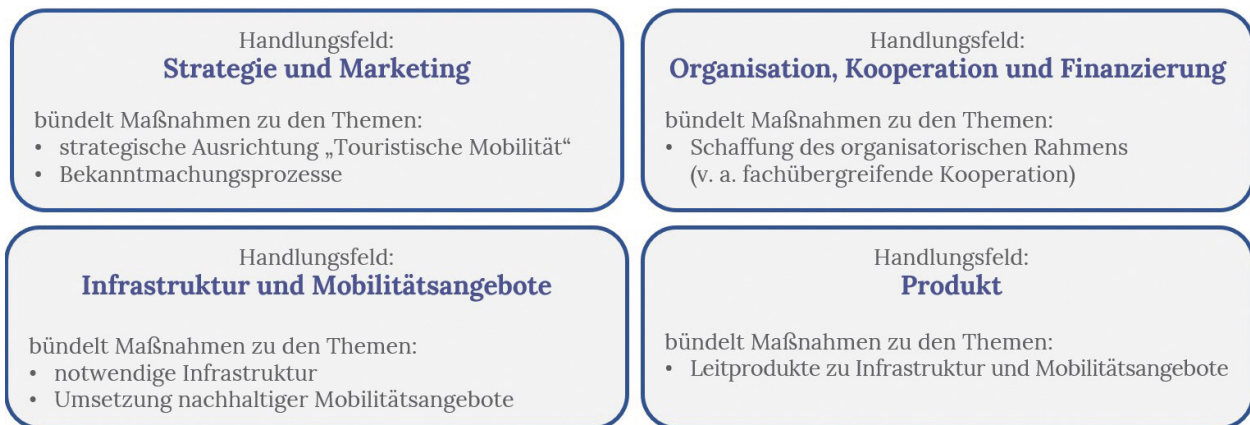 Handlungsfeld:
Strategie und Marketing
bündelt Maßnahmen zu den Themen:
• strategische Ausrichtung „Touristische Mobilität“
• Bekanntmachungsprozesse
Handlungsfeld:
Organisation, Kooperation und Finanzierung
bündelt Maßnahmen zu den Themen:
• Schaffung des organisatorischen Rahmens
(v. a. fachübergreifende Kooperation)
Handlungsfeld:
Infrastruktur und Mobilitätsangebote
bündelt Maßnahmen zu den Themen:
• notwendige Infrastruktur
• Umsetzung nachhaltiger Mobilitätsangebote
Handlungsfeld:
Produkt
bündelt Maßnahmen zu den Themen:
• Leitprodukte zu Infrastruktur und Mobilitätsangebote